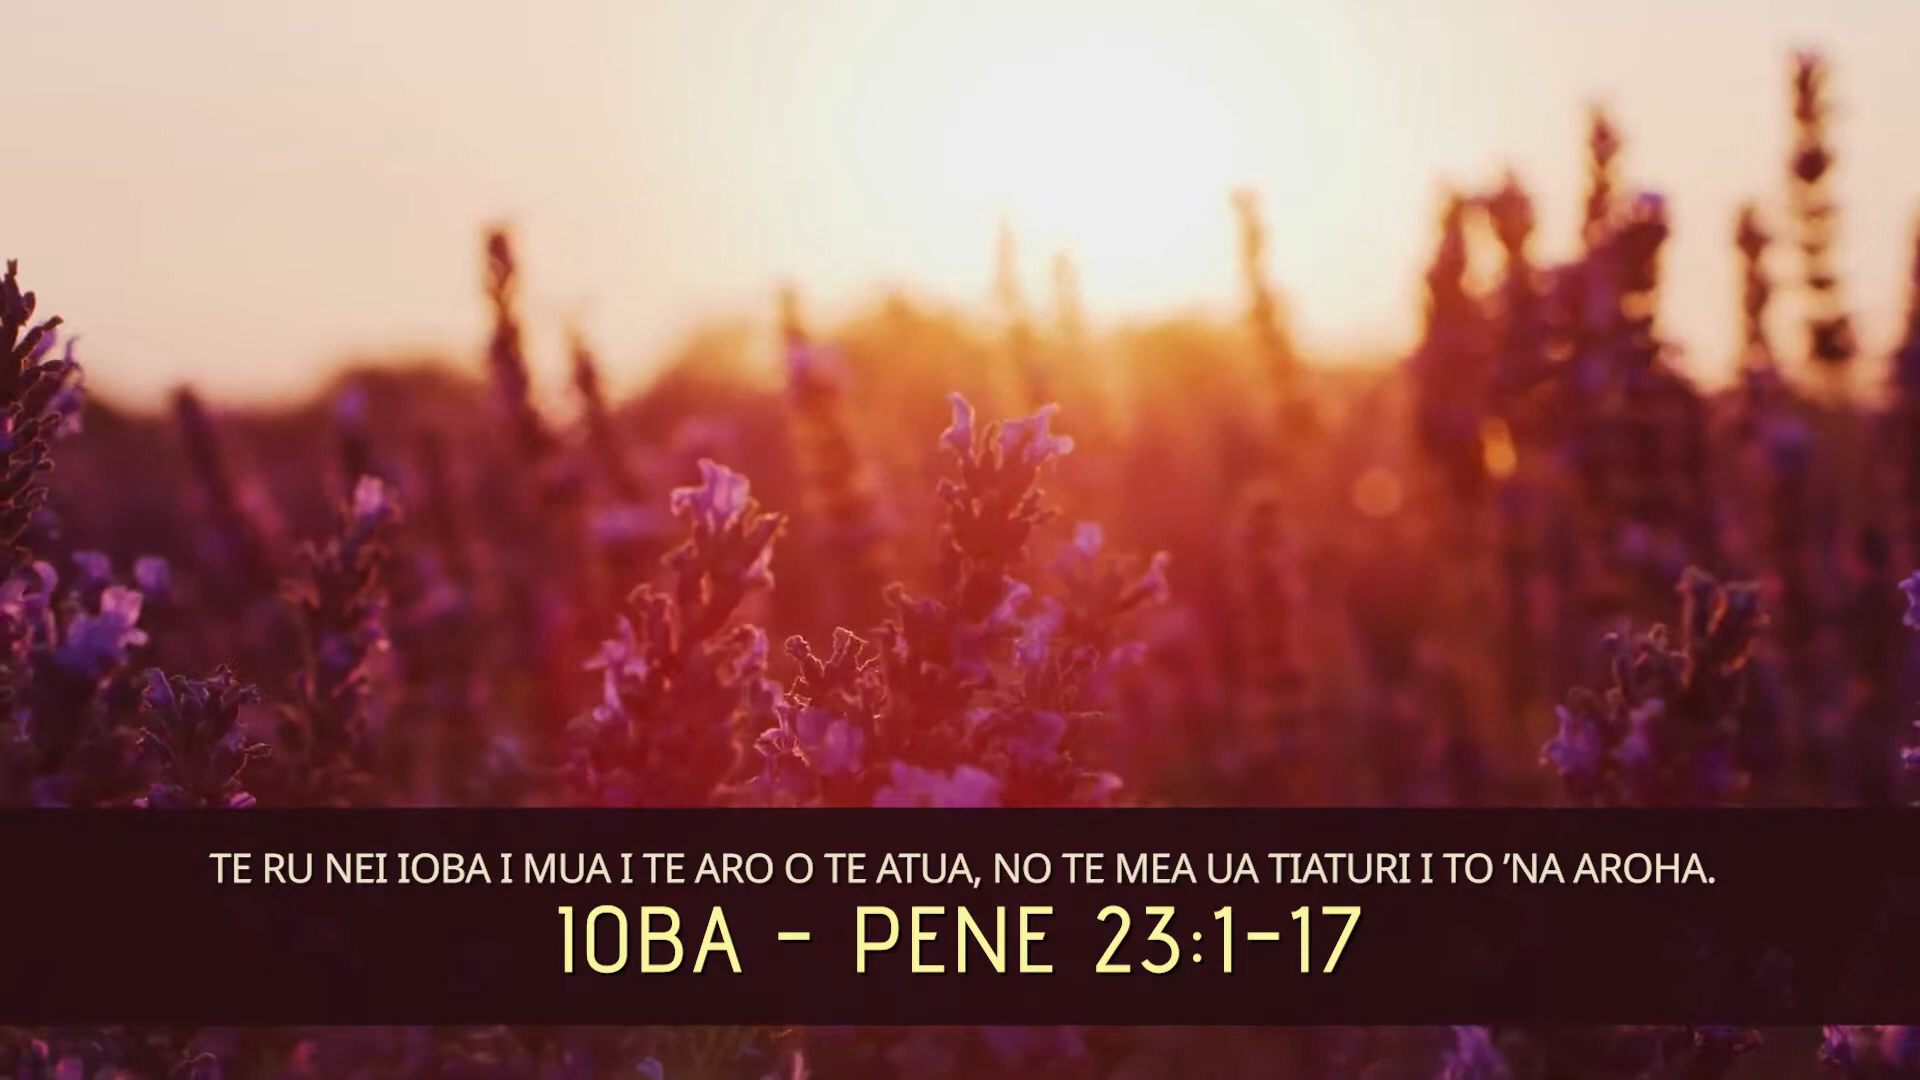 TE RU NEI IOBA I MUA I TE ARO O TE ATUA, NO TE MEA UA TIATURI I TO ’NA AROHA.
IOBA - PENE 23:1-17